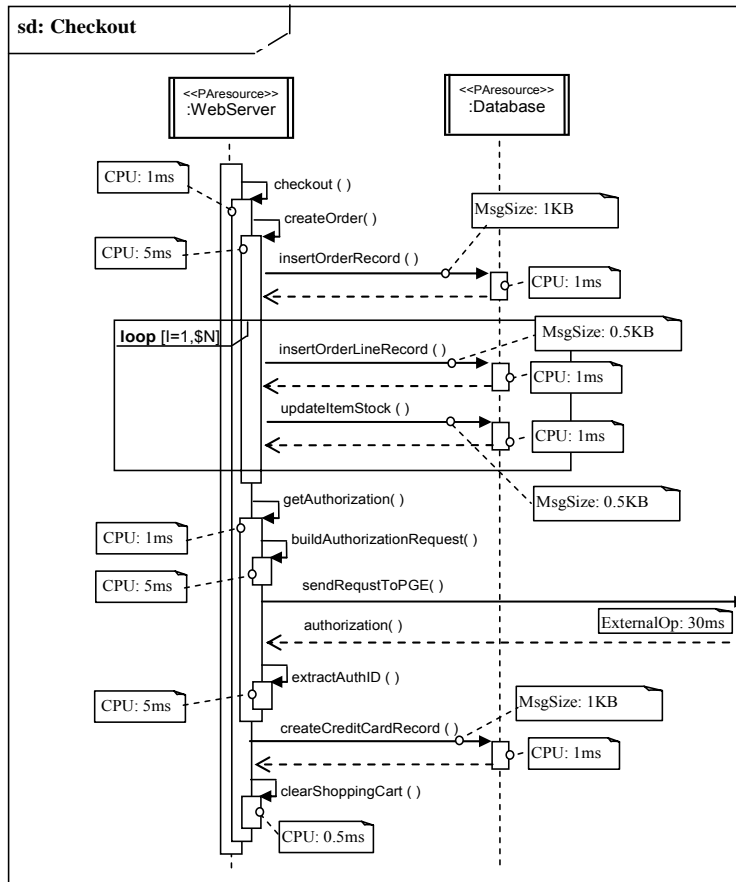 sd: Checkout
<<PAresource>>
:WebServer
<<PAresource>>
:Database
CPU: 1ms
checkout ( )
createOrder()
MsgSize: 1KB
CPU: 5ms
insertOrderRecord ( )
CPU: 1ms
loop [I=1,$N]
MsgSize: 0.5KB
insertOrderLineRecord ( )
CPU: 1ms
updateItemStock ( )
CPU: 1ms
MsgSize: 0.5KB
getAuthorization()
CPU: 1ms
buildAuthorizationRequest( )
CPU: 5ms
sendRequstToPGE()
ExternalOp: 30ms
authorization()
extractAuthID ( )
CPU: 5ms
MsgSize: 1KB
createCreditCardRecord ( )
CPU: 1ms
clearShoppingCart ( )
CPU: 0.5ms